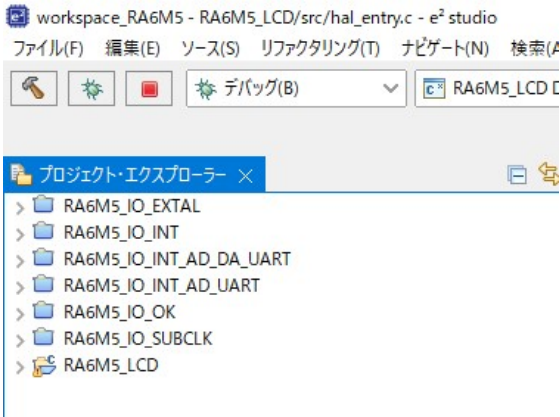 workspace_RA6M5 - RA6M5_LCD/src/hal_entry.c - e² studio
ファイル(F) 編集(E) ソース(S) リファクタリング(T) ナビゲート(N) 検索(A
デバッグ(B) RA6M5_LCD D
プロジェクト・エクスプローラー
RA6M5_IO_EXTAL
RA6M5_IO_INT
RA6M5_IO_INT_AD_DA_UART
RA6M5_IO_INT_AD_UART
RA6M5_IO_OK
RA6M5_IO_SUBCLK
RA6M5_LCD